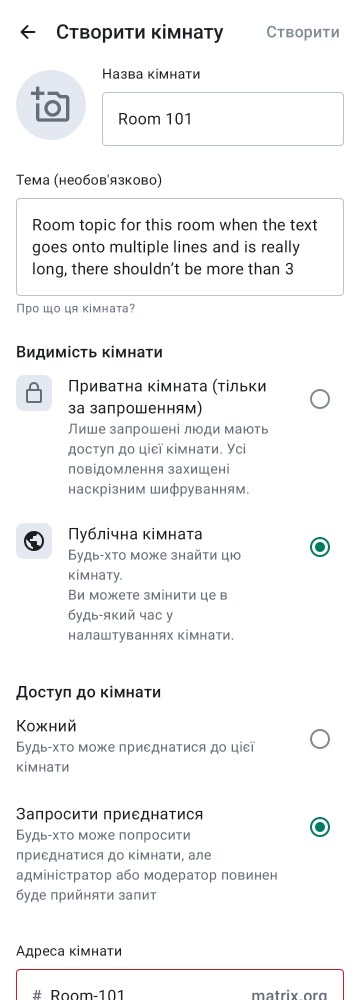 Створити кімнату
Створити
Назва кімнати
Room 101
Тема (необов'язково)
Room topic for this room when the text
goes onto multiple lines and is really
long, there shouldn’t be more than 3
Про що ця кімната?
Видимість кімнати
Приватна кімната (тільки
за запрошенням)
Лише запрошені люди мають
доступ до цієї кімнати. Усі
повідомлення захищені
наскрізним шифруванням.
Публічна кімната
Будь-хто може знайти цю
кімнату.
Ви можете змінити це в
будь-який час у
налаштуваннях кімнати.
Доступ до кімнати
Кожний
Будь-хто може приєднатися до цієї
кімнати
Запросити приєднатися
Будь-хто може попросити
приєднатися до кімнати, але
адміністратор або модератор повинен
буде прийняти запит
Адреса кімнати
# Room-101 matrix.org